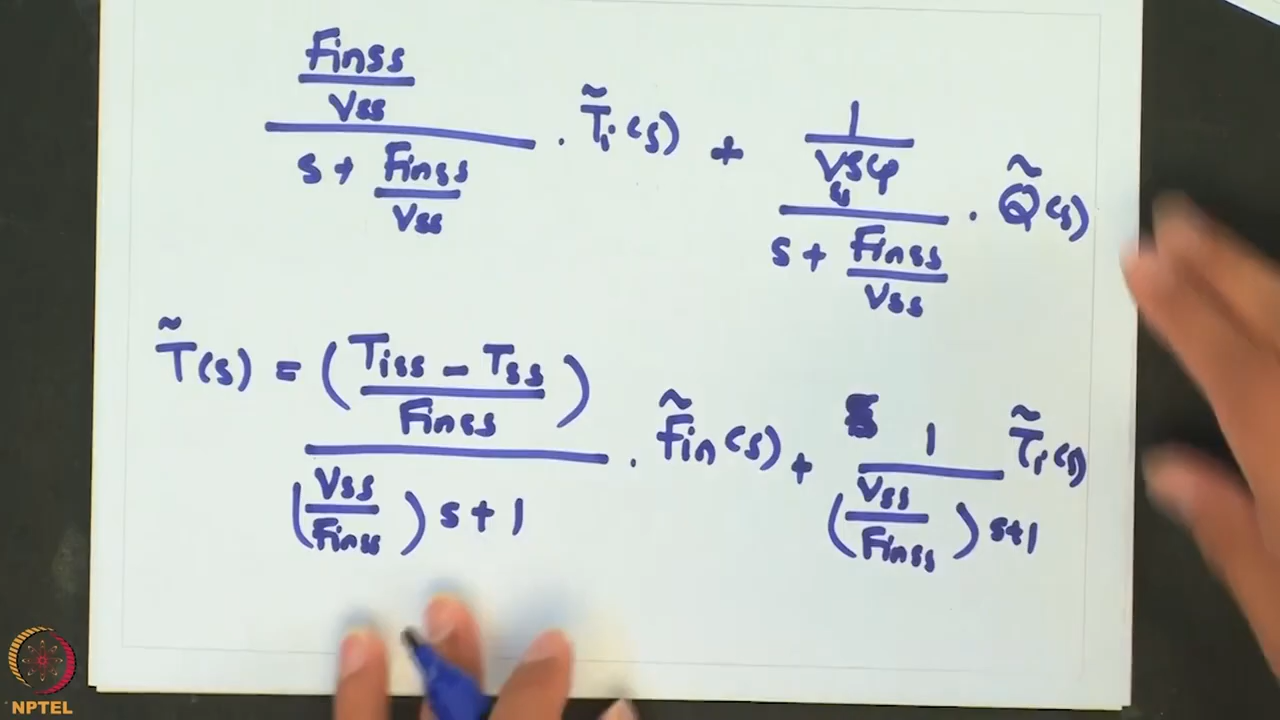 Finss/Vss / (s + Finss/Vss) . T̃i(s) + 1/(Vssφ) / (s + Finss/Vss) . Q̃(s)
T̃(s) = ((Tiss - Tss)/Finss) / ((Vss/Finss) s + 1) . F̃in(s) + 1 / ((Vss/Finss) s+1) T̃i(s)
NPTEL